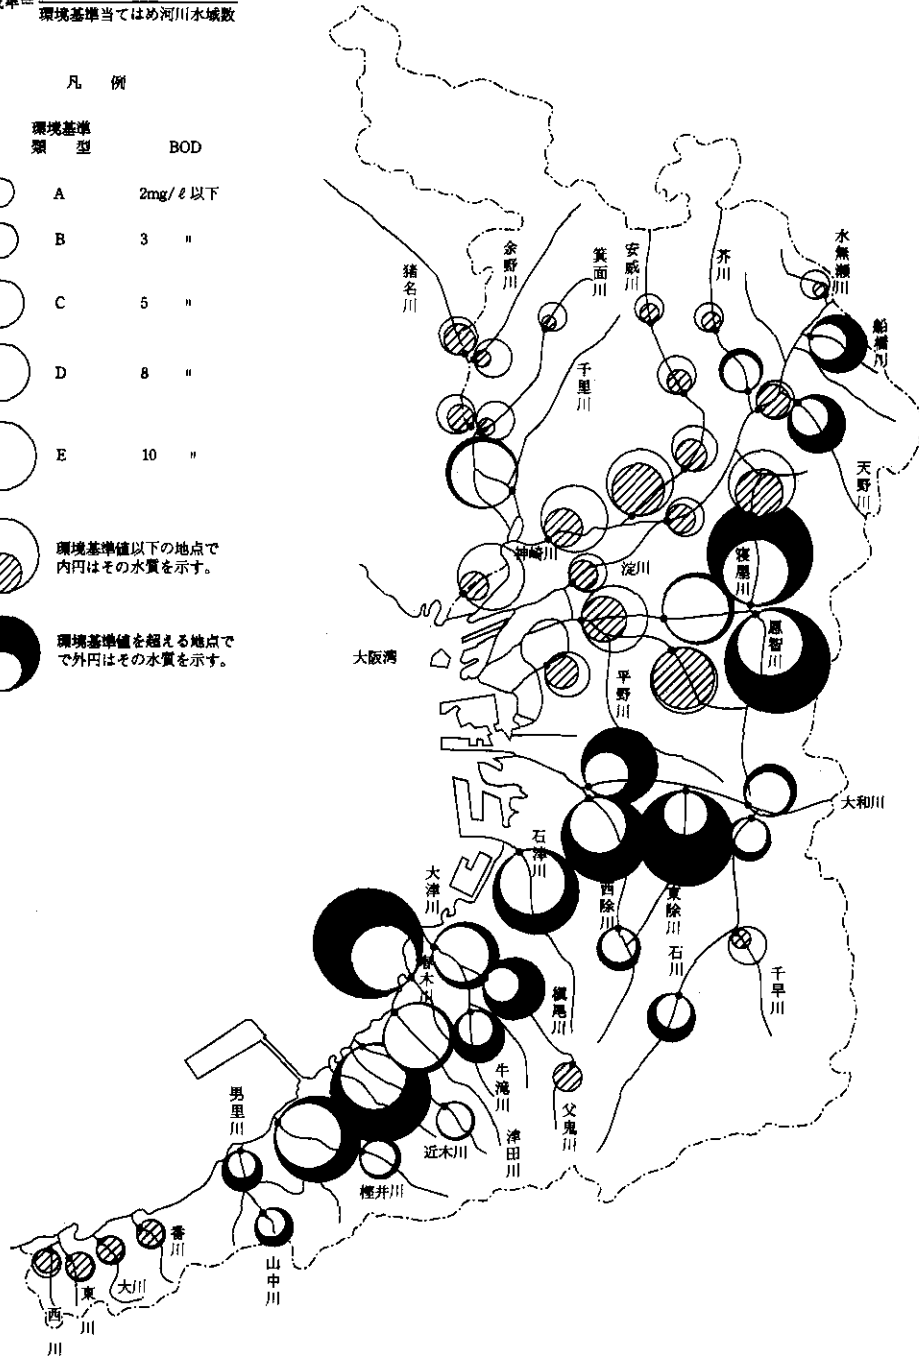 環境基準当てはめ河川水域数
凡 例
環境基準
類 型 BOD
A 2mg/ℓ以下
B 3 〃
C 5 〃
D 8 〃
E 10 〃
環境基準値以下の地点で
内円はその水質を示す。
環境基準値を超える地点で
で外円はその水質を示す。
猪名川
余野川
箕面川
安威川
芥川
水無瀬川
船橋川
千里川
天野川
神崎川
淀川
寝屋川
恩智川
大阪湾
平野川
大和川
石津川
大津川
西除川
東除川
石川
千早川
槇尾川
牛滝川
父鬼川
津田川
近木川
樫井川
男里川
山中川
番川
大川
東川
西川